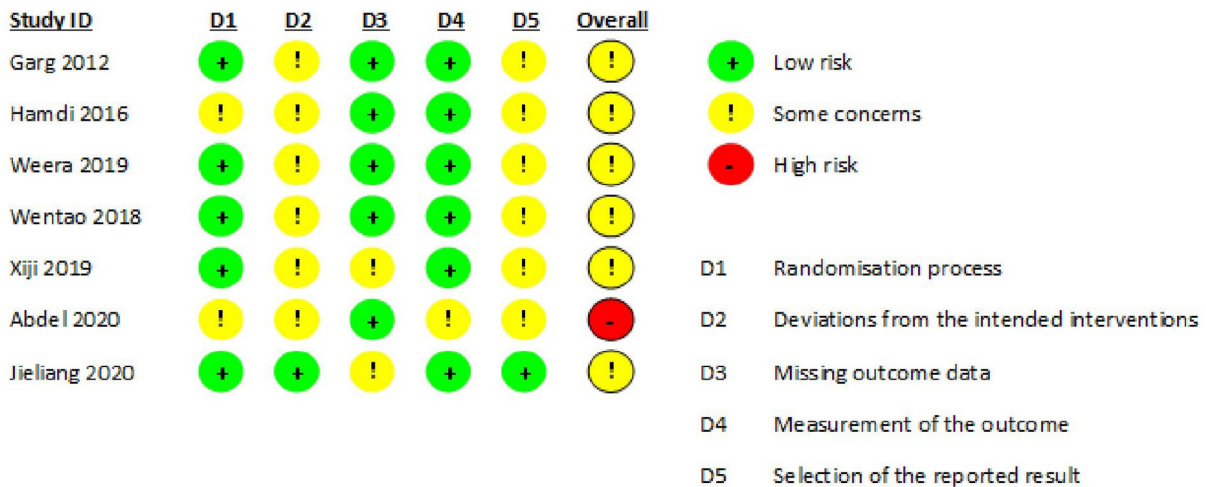 Study ID D1 D2 D3 D4 D5 Overall
Garg 2012 + ! + + ! !
+ Low risk
Hamdi 2016 ! ! + + ! !
! Some concerns
Weera 2019 + ! + + ! !
- High risk
Wentao 2018 + ! + + ! !
Xiji 2019 + ! ! + ! !
D1 Randomisation process
Abdel 2020 ! ! + ! ! -
D2 Deviations from the intended interventions
Jieliang 2020 + + ! + + !
D3 Missing outcome data
D4 Measurement of the outcome
D5 Selection of the reported result